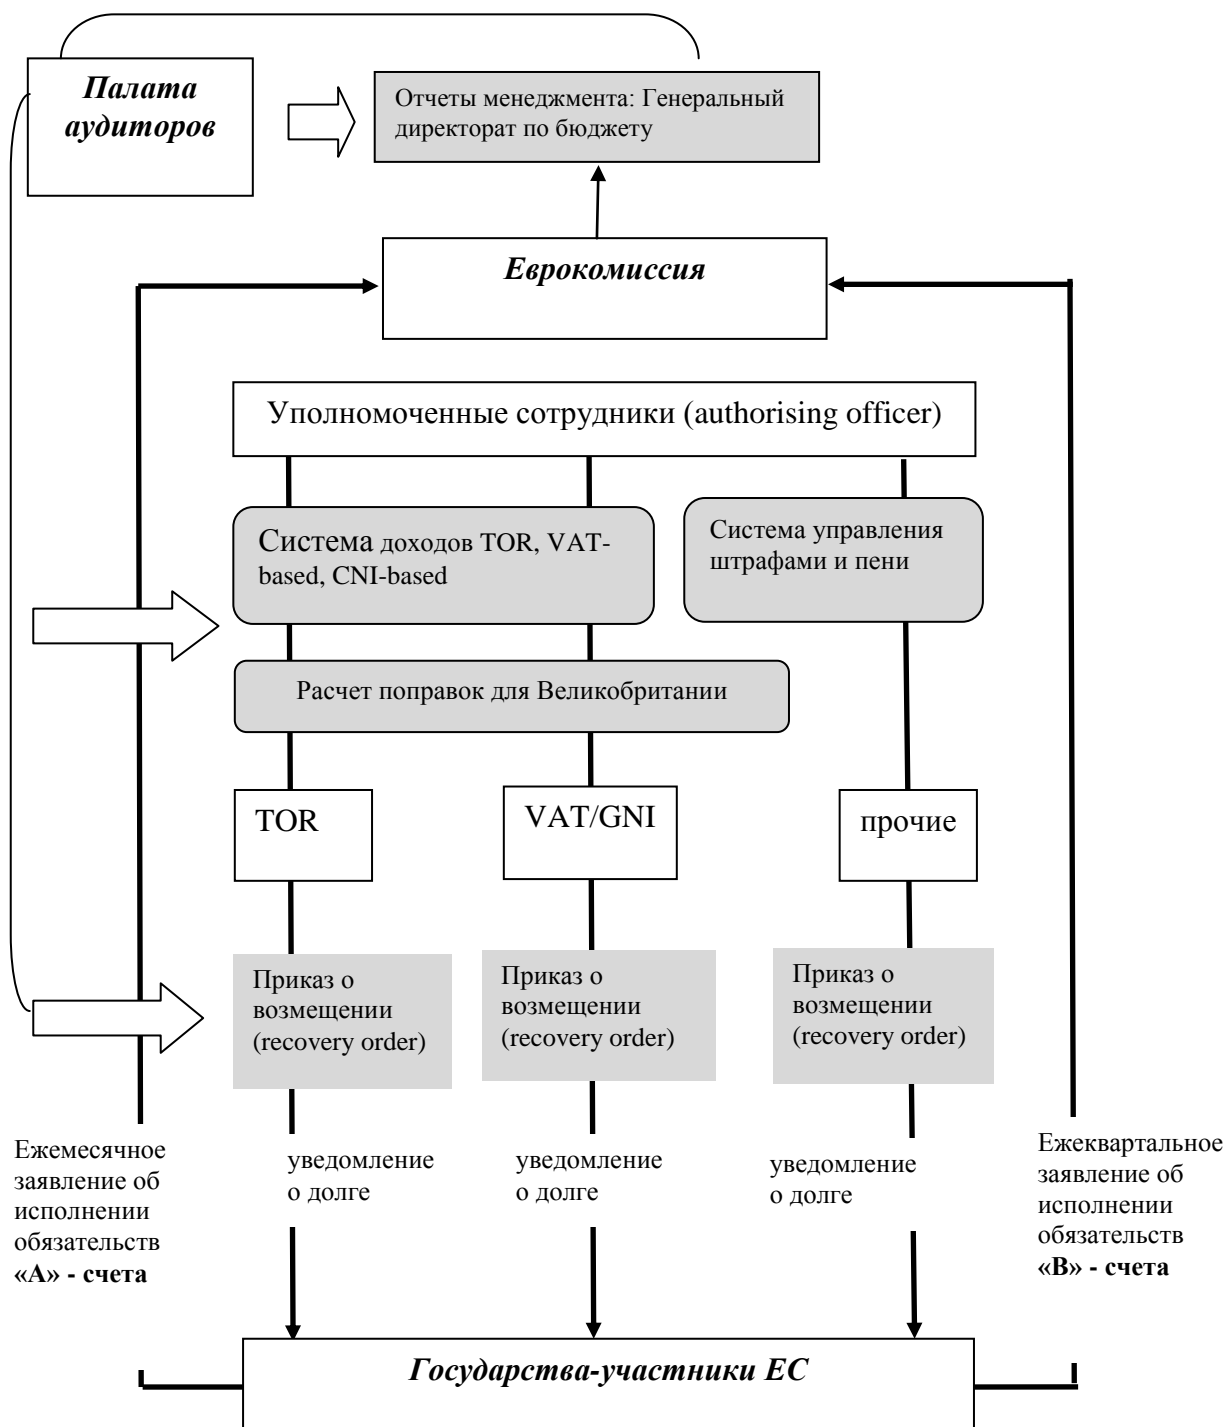 Палата
аудиторов
Отчеты менеджмента: Генеральный
директорат по бюджету
Еврокомиссия
Уполномоченные сотрудники (authorising officer)
Система доходов TOR, VAT-
based, CNI-based
Система управления
штрафами и пени
Расчет поправок для Великобритании
TOR
VAT/GNI
прочие
Приказ о
возмещении
(recovery order)
Приказ о
возмещении
(recovery order)
Приказ о
возмещении
(recovery order)
Ежемесячное
заявление об
исполнении
обязательств
«А» - счета
уведомление
о долге
уведомление
о долге
уведомление
о долге
Ежеквартальное
заявление об
исполнении
обязательств
«В» - счета
Государства-участники ЕС